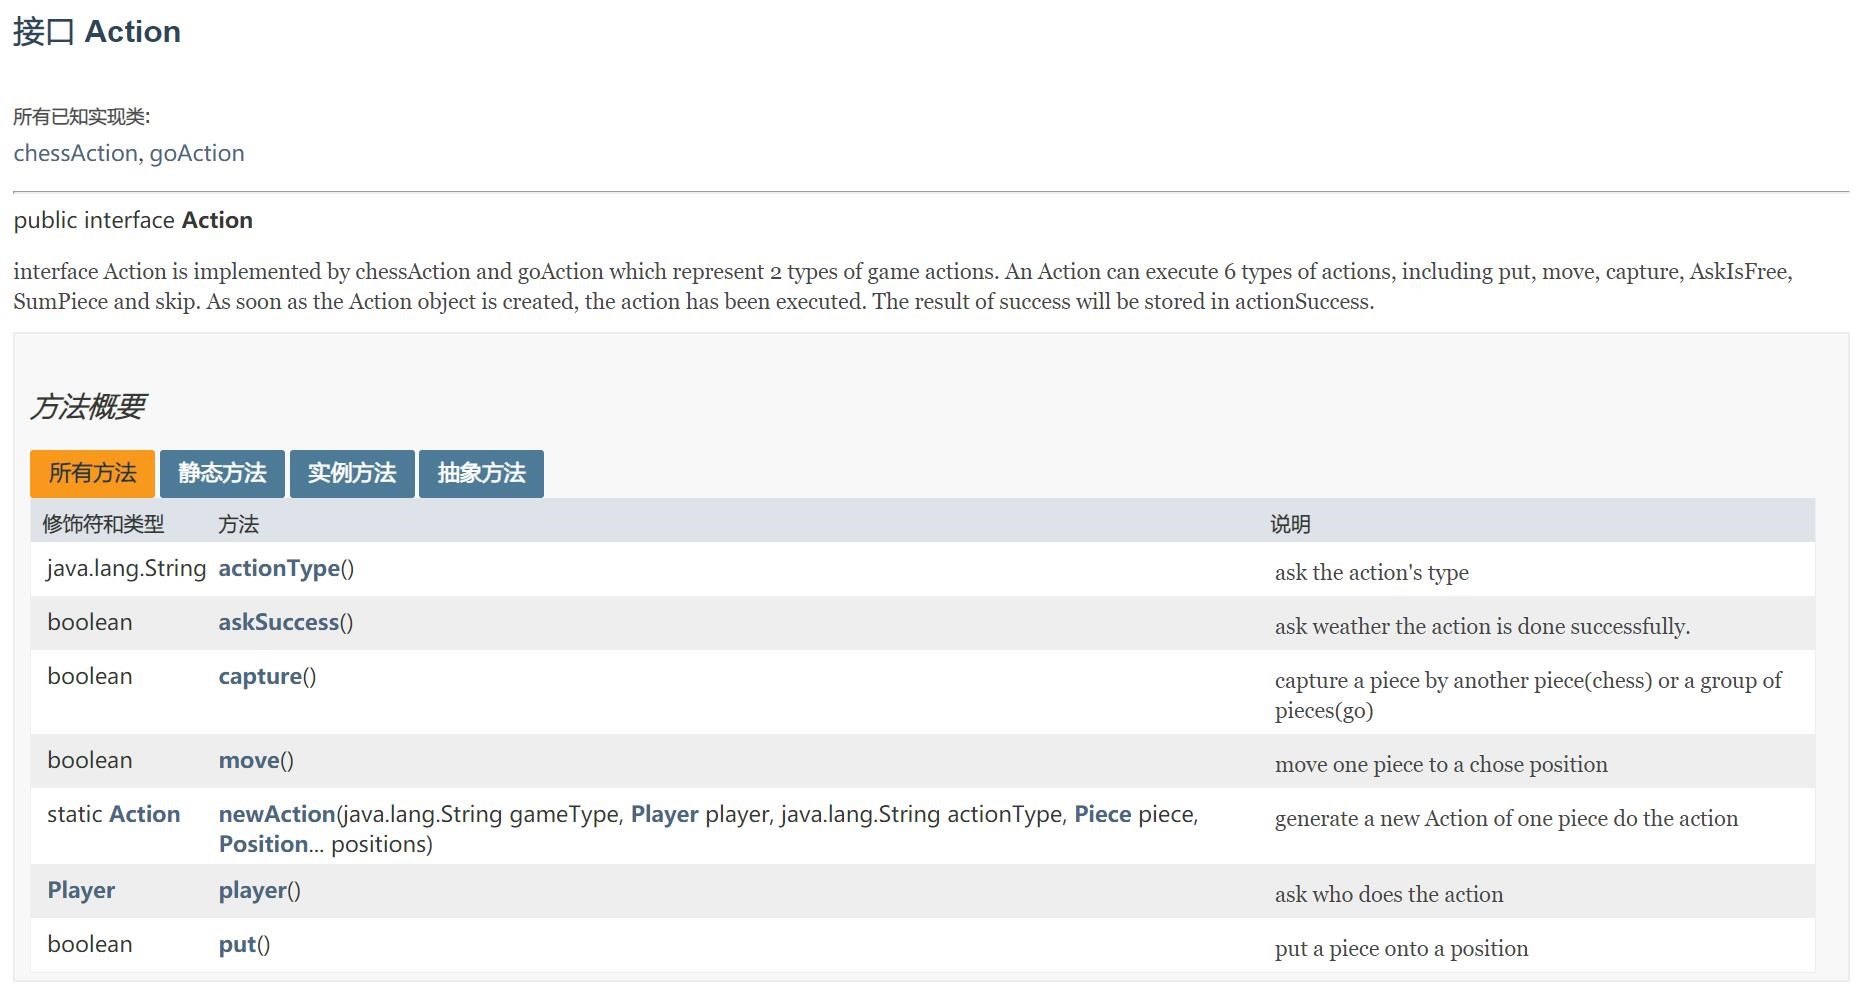 接口 Action
所有已知实现类:
chessAction, goAction
public interface Action
interface Action is implemented by chessAction and goAction which represent 2 types of game actions. An Action can execute 6 types of actions, including put, move, capture, AskIsFree,
SumPiece and skip. As soon as the Action object is created, the action has been executed. The result of success will be stored in actionSuccess.
方法概要
所有方法 静态方法 实例方法 抽象方法
修饰符和类型 方法 说明
java.lang.String actionType() ask the action's type
boolean askSuccess() ask weather the action is done successfully.
boolean capture() capture a piece by another piece(chess) or a group of
pieces(go)
boolean move() move one piece to a chose position
static Action newAction(java.lang.String gameType, Player player, java.lang.String actionType, Piece piece, generate a new Action of one piece do the action
Position... positions)
Player player() ask who does the action
boolean put() put a piece onto a position